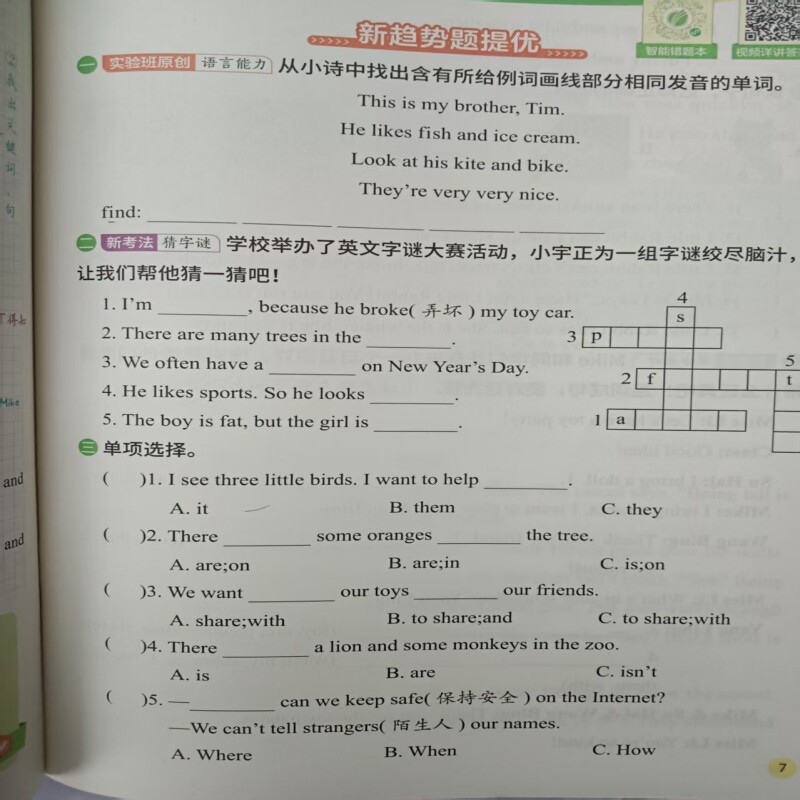 新趋势题提优
智能错题本
视频详讲答
一 实验班原创 语言能力 从小诗中找出含有所给例词画线部分相同发音的单词。
This is my brother, Tim.
He likes fish and ice cream.
Look at his kite and bike.
They're very very nice.
find: ________ ________ ________ ________ ________
二 新考法 猜字谜 学校举办了英文字谜大赛活动，小宇正为一组字谜绞尽脑汁，
让我们帮他猜一猜吧！
1. I'm ________, because he broke( 弄坏 ) my toy car.
2. There are many trees in the ________.
3. We often have a ________ on New Year's Day.
4. He likes sports. So he looks ________.
5. The boy is fat, but the girl is ________.
4
s
3 p
5
2 f t
1 a
三 单项选择。
( )1. I see three little birds. I want to help ________.
A. it B. them C. they
( )2. There ________ some oranges ________ the tree.
A. are;on B. are;in C. is;on
( )3. We want ________ our toys ________ our friends.
A. share;with B. to share;and C. to share;with
( )4. There ________ a lion and some monkeys in the zoo.
A. is B. are C. isn't
( )5. —________ can we keep safe( 保持安全 ) on the Internet?
—We can't tell strangers( 陌生人 ) our names.
A. Where B. When C. How
7
Mike
and
and